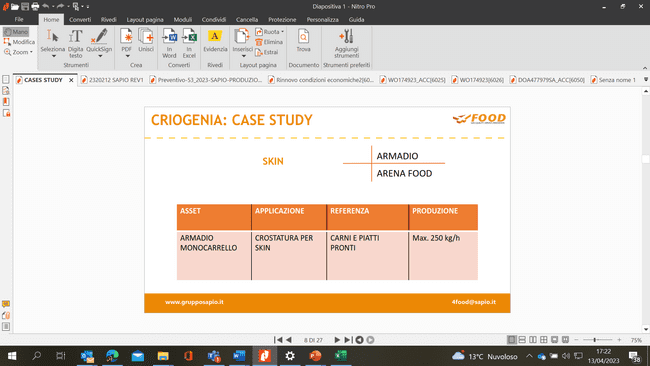 Diapositiva 1 - Nitro Pro
File Home Converti Rivedi Layout pagina Moduli Condividi Cancella Protezione Personalizza Guida
Mano
Modifica
Zoom
Seleziona
Digita testo
QuickSign
PDF
Unisci
In Word
In Excel
Evidenzia
Inserisci
Ruota
Elimina
Estrai
Trova
Aggiungi strumenti
Strumenti Crea Converti Rivedi Layout pagina Documento Strumenti preferiti
CASES STUDY 2320212 SAPIO REV1 Preventivo-53_2023-SAPIO-PRODUZIO... Rinnovo condizioni economiche2[60... WO174923_ACC[6025] WO174923[6026] DOA4779795A_ACC[6050] Senza nome 1
CRIOGENIA: CASE STUDY
FOOD
SKIN
ARMADIO
ARENA FOOD
ASSET APPLICAZIONE REFERENZA PRODUZIONE
ARMADIO MONOCARRELLO
CROSTATURA PER SKIN
CARNI E PIATTI PRONTI
Max. 250 kg/h
www.grupposapio.it
4food@sapio.it
8 DI 27
75%
13°C Nuvoloso
17:22
13/04/2023
38